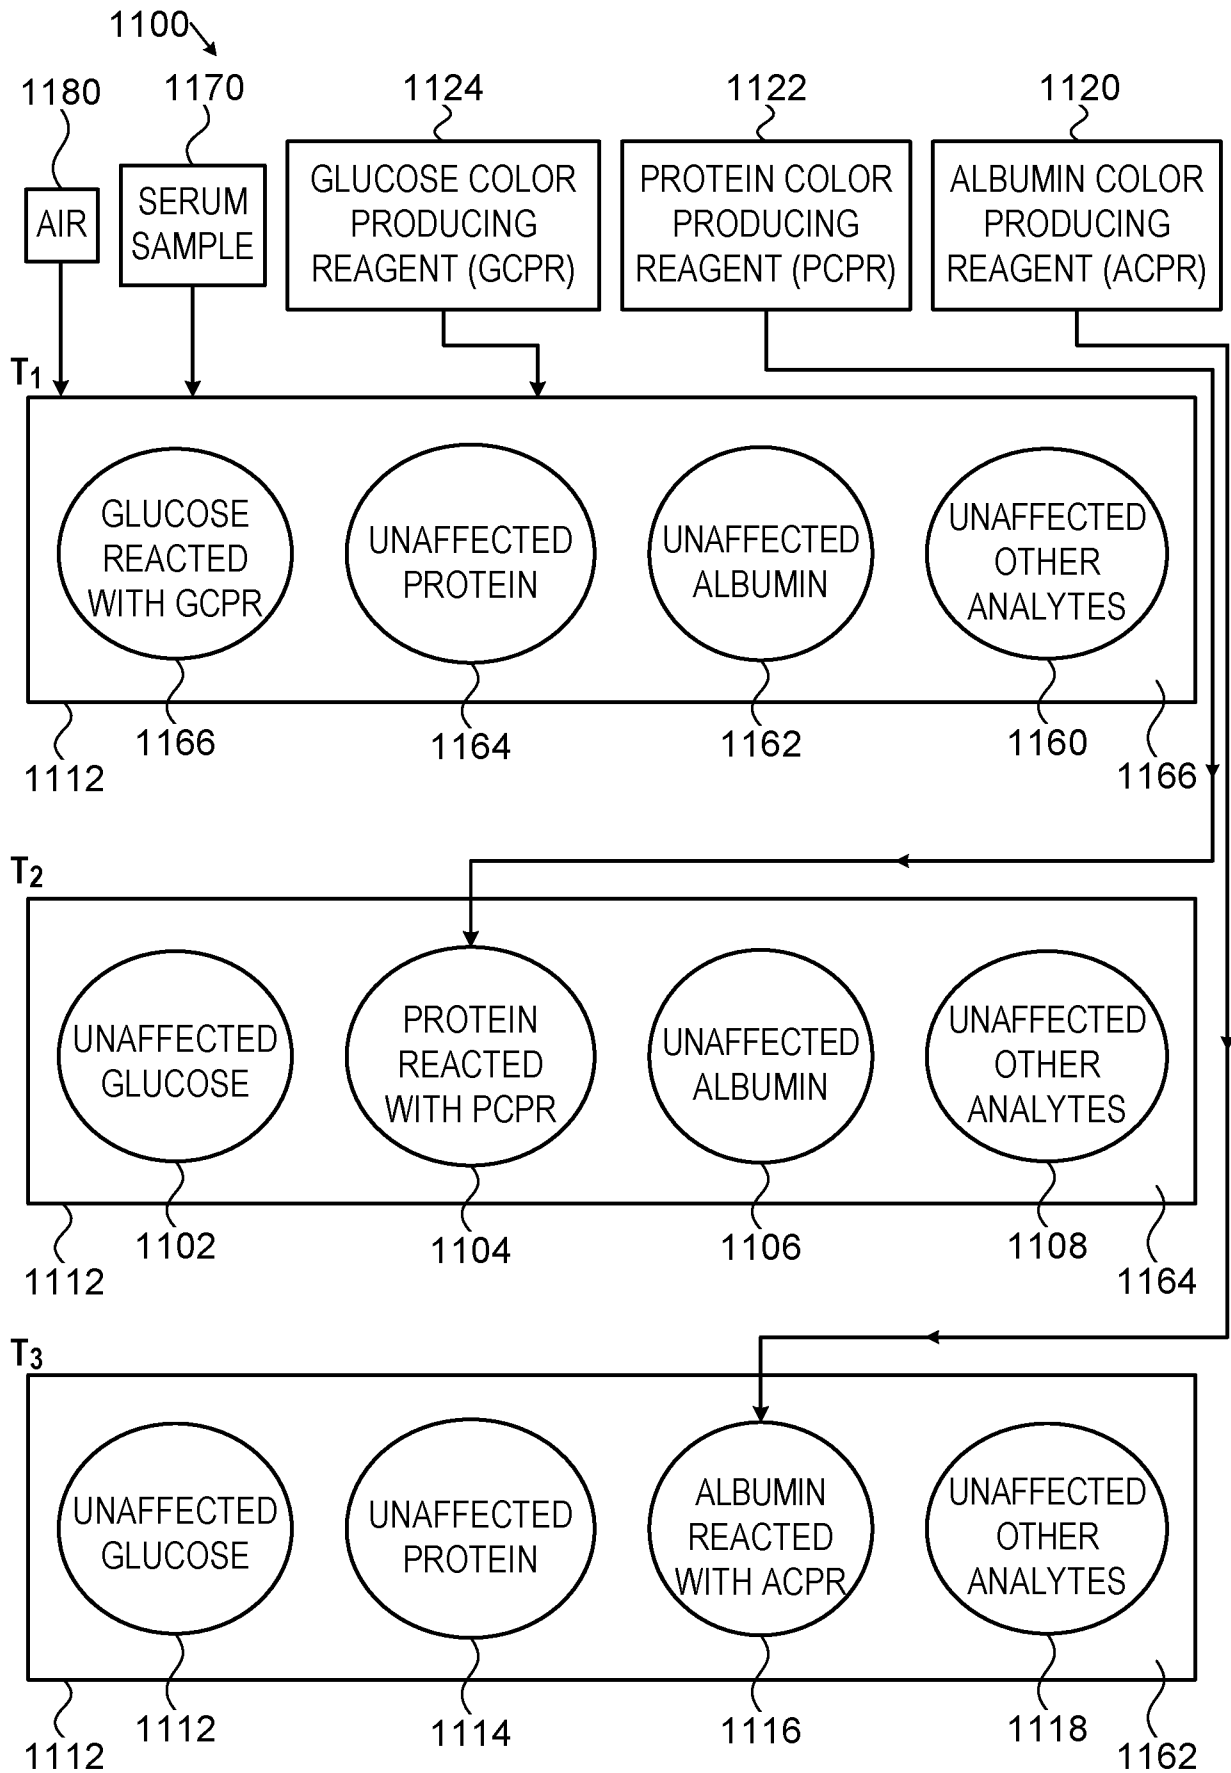 1100
1180
1170
1124
1122
1120
AIR
SERUM
SAMPLE
GLUCOSE COLOR
PRODUCING
REAGENT (GCPR)
PROTEIN COLOR
PRODUCING
REAGENT (PCPR)
ALBUMIN COLOR
PRODUCING
REAGENT (ACPR)
T1
GLUCOSE
REACTED
WITH GCPR
UNAFFECTED
PROTEIN
UNAFFECTED
ALBUMIN
UNAFFECTED
OTHER
ANALYTES
1112
1166
1164
1162
1160
1166
T2
UNAFFECTED
GLUCOSE
PROTEIN
REACTED
WITH PCPR
UNAFFECTED
ALBUMIN
UNAFFECTED
OTHER
ANALYTES
1112
1102
1104
1106
1108
1164
T3
UNAFFECTED
GLUCOSE
UNAFFECTED
PROTEIN
ALBUMIN
REACTED
WITH ACPR
UNAFFECTED
OTHER
ANALYTES
1112
1112
1114
1116
1118
1162